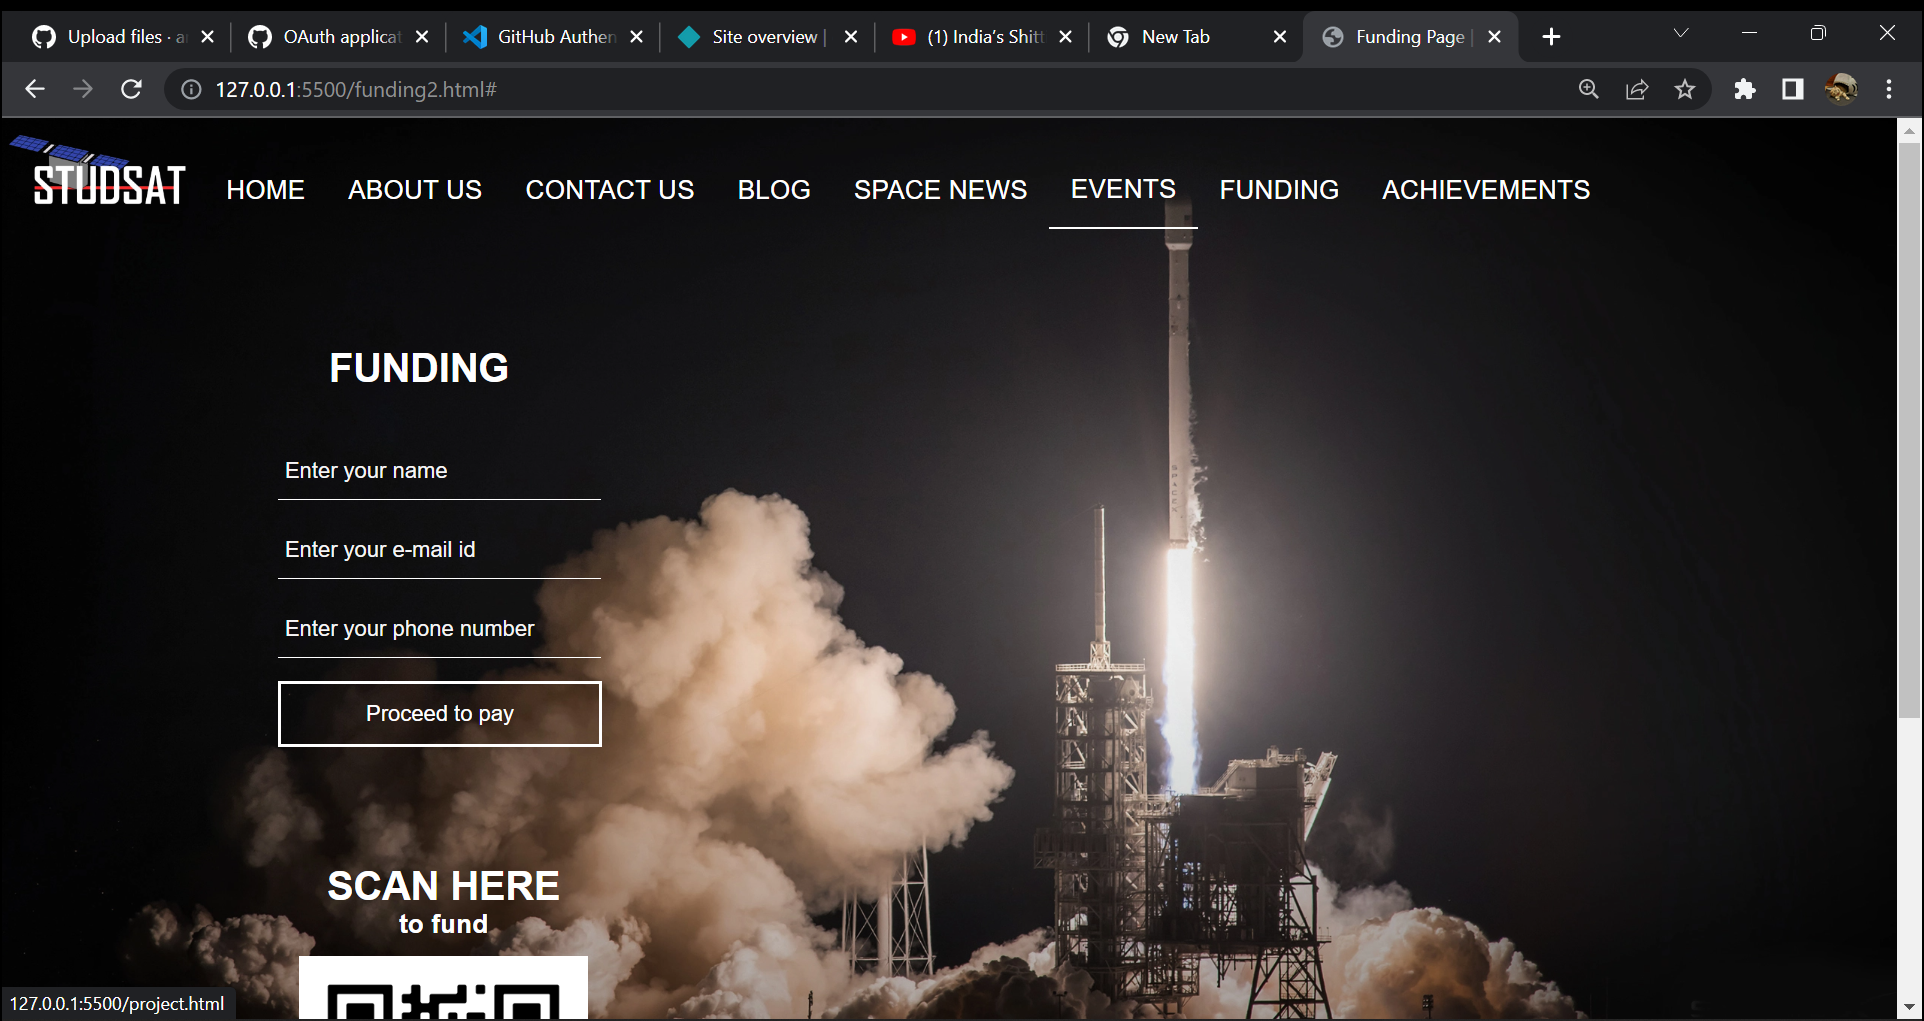 Upload files · a
OAuth applicat
GitHub Authen
Site overview |
(1) India's Shitt
New Tab
Funding Page |
127.0.0.1:5500/funding2.html#
STUDSAT
HOME
ABOUT US
CONTACT US
BLOG
SPACE NEWS
EVENTS
FUNDING
ACHIEVEMENTS
FUNDING
Enter your name
Enter your e-mail id
Enter your phone number
Proceed to pay
SPACEX
SCAN HERE
to fund
127.0.0.1:5500/project.html